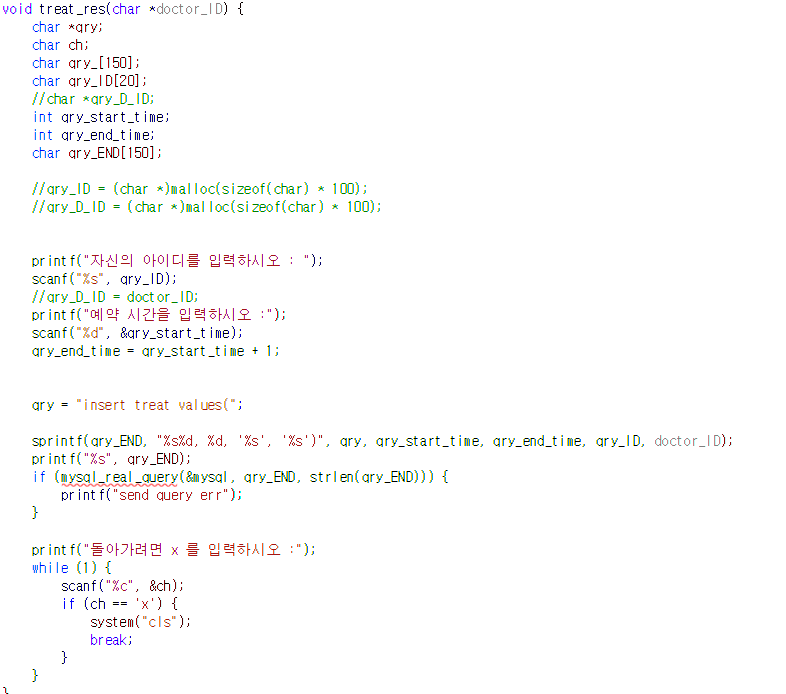 void treat_res(char *doctor_ID) {
char *qry;
char ch;
char qry_[150];
char qry_ID[20];
//char *qry_D_ID;
int qry_start_time;
int qry_end_time;
char qry_END[150];
//qry_ID = (char *)malloc(sizeof(char) * 100);
//qry_D_ID = (char *)malloc(sizeof(char) * 100);
printf("자신의 아이디를 입력하시오 : ");
scanf("%s", qry_ID);
//qry_D_ID = doctor_ID;
printf("예약 시간을 입력하시오 :");
scanf("%d", &qry_start_time);
qry_end_time = qry_start_time + 1;
qry = "insert treat values(";
sprintf(qry_END, "%s%d, %d, '%s', '%s')", qry, qry_start_time, qry_end_time, qry_ID, doctor_ID);
printf("%s", qry_END);
if (mysql_real_query(&mysql, qry_END, strlen(qry_END))) {
printf("send query err");
}
printf("돌아가려면 x 를 입력하시오 :");
while (1) {
scanf("%c", &ch);
if (ch == 'x') {
system("cls");
break;
}
}
}